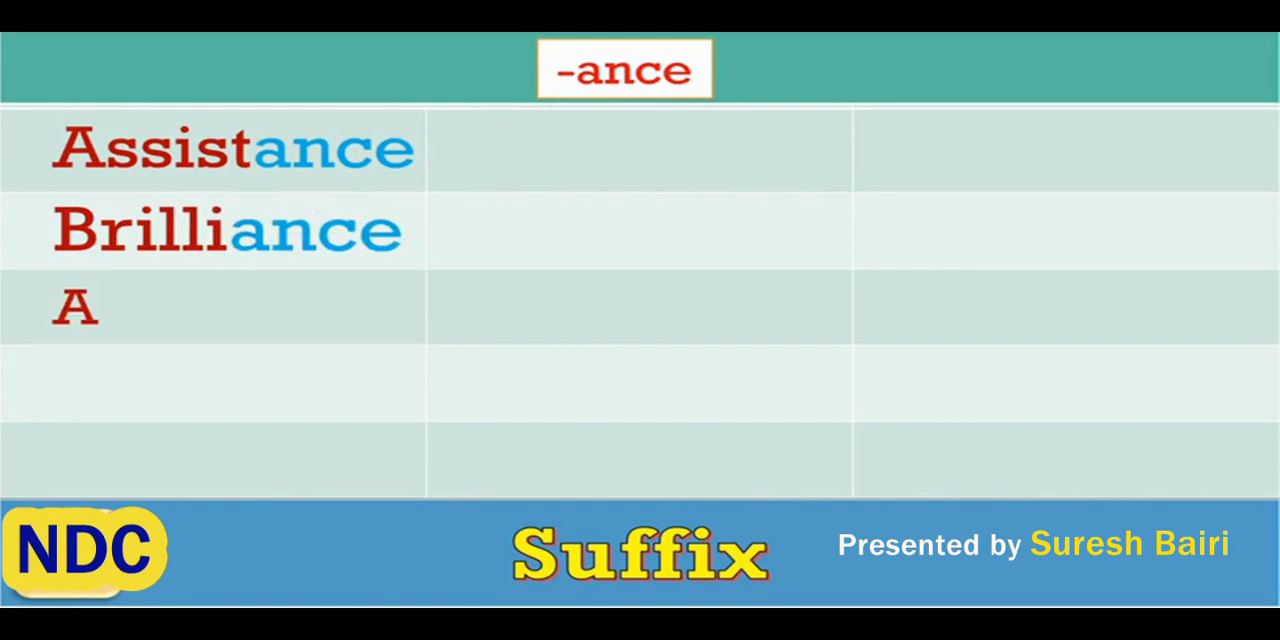 -ance
Assistance
Brilliance
A
NDC
Suffix
Presented by Suresh Bairi